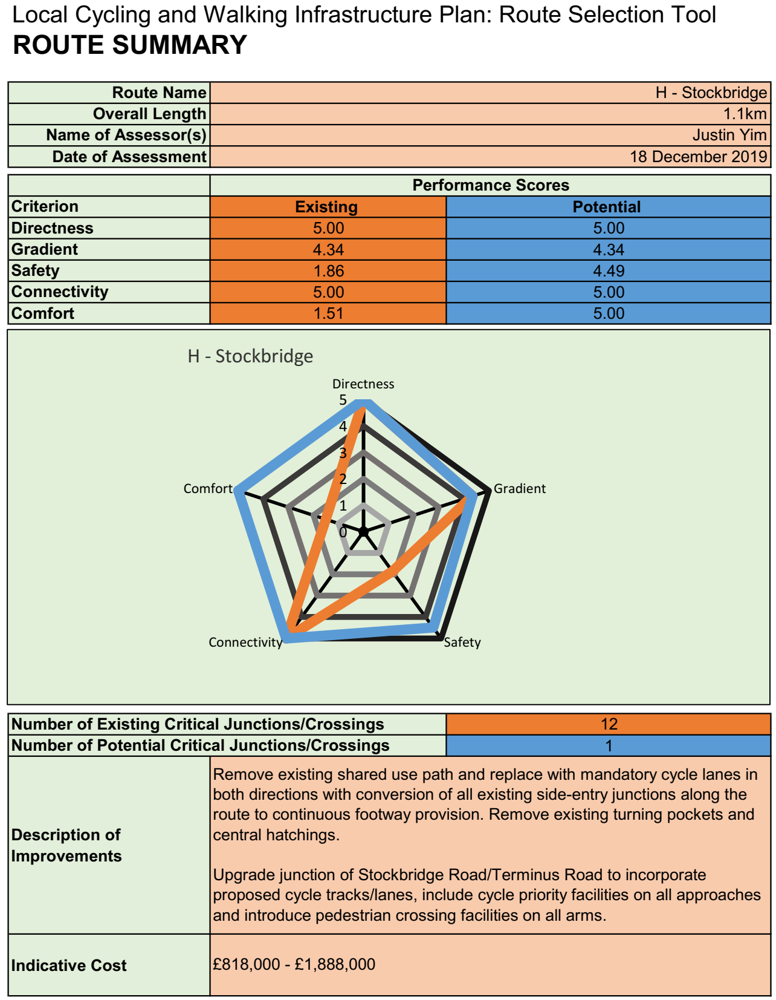 Local Cycling and Walking Infrastructure Plan: Route Selection Tool
ROUTE SUMMARY
Route Name H - Stockbridge
Overall Length 1.1km
Name of Assessor(s) Justin Yim
Date of Assessment 18 December 2019
Performance Scores
Criterion Existing Potential
Directness 5.00 5.00
Gradient 4.34 4.34
Safety 1.86 4.49
Connectivity 5.00 5.00
Comfort 1.51 5.00
H - Stockbridge
Directness
5
4
3
2
1
0
Comfort
Gradient
Connectivity
Safety
Number of Existing Critical Junctions/Crossings 12
Number of Potential Critical Junctions/Crossings 1
Description of
Improvements
Remove existing shared use path and replace with mandatory cycle lanes in
both directions with conversion of all existing side-entry junctions along the
route to continuous footway provision. Remove existing turning pockets and
central hatchings.
Upgrade junction of Stockbridge Road/Terminus Road to incorporate
proposed cycle tracks/lanes, include cycle priority facilities on all approaches
and introduce pedestrian crossing facilities on all arms.
Indicative Cost £818,000 - £1,888,000